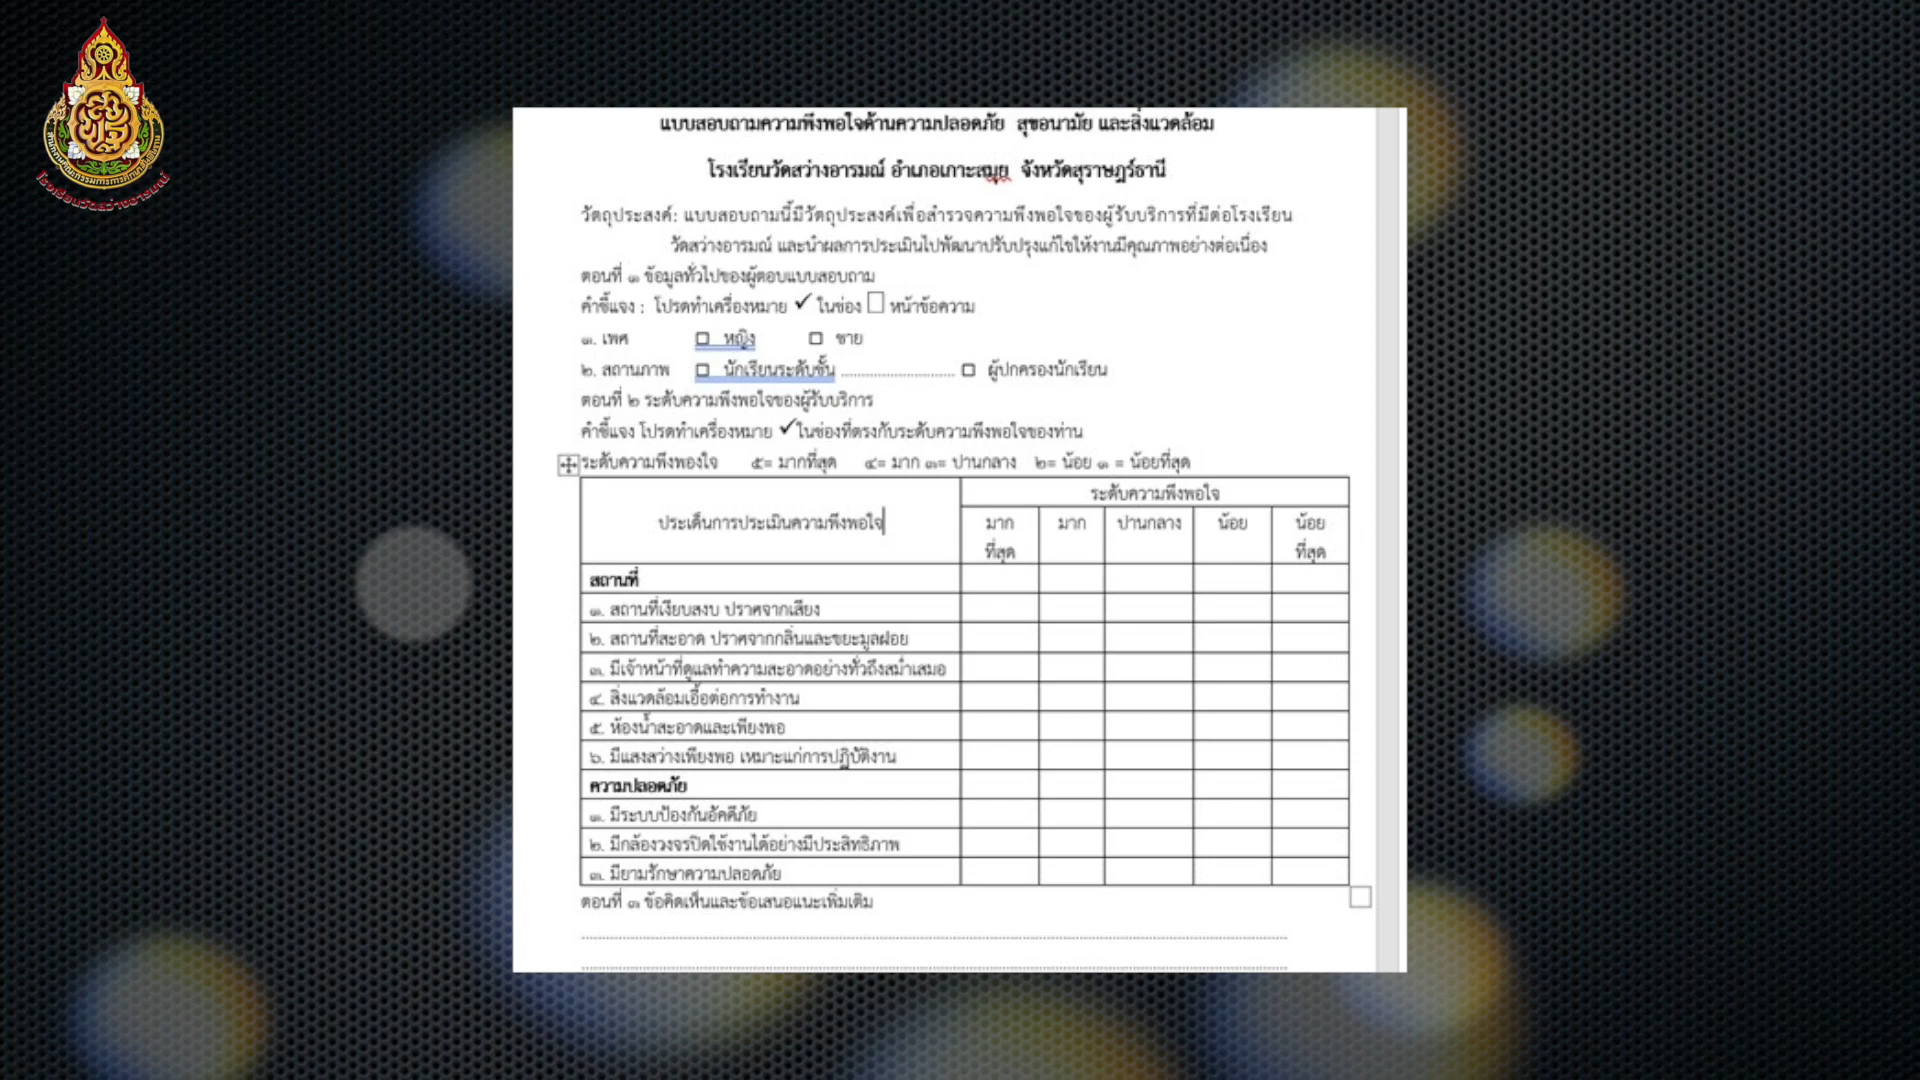 โรงเรียนวัดสว่างอารมณ์
แบบสอบถามความพึงพอใจด้านความปลอดภัย สุขอนามัย และสิ่งแวดล้อม
โรงเรียนวัดสว่างอารมณ์ อำเภอเกาะสมุย จังหวัดสุราษฎร์ธานี
วัตถุประสงค์: แบบสอบถามนี้มีวัตถุประสงค์เพื่อสำรวจความพึงพอใจของผู้รับบริการที่มีต่อโรงเรียน
วัดสว่างอารมณ์ และนำผลการประเมินไปพัฒนาปรับปรุงแก้ไขให้งานมีคุณภาพอย่างต่อเนื่อง
ตอนที่ ๑ ข้อมูลทั่วไปของผู้ตอบแบบสอบถาม
คำชี้แจง : โปรดทำเครื่องหมาย ✓ ในช่อง ☐ หน้าข้อความ
๑. เพศ ☐ หญิง ☐ ชาย
๒. สถานภาพ ☐ นักเรียนระดับชั้น ............................ ☐ ผู้ปกครองนักเรียน
ตอนที่ ๒ ระดับความพึงพอใจของผู้รับบริการ
คำชี้แจง โปรดทำเครื่องหมาย ✓ในช่องที่ตรงกับระดับความพึงพอใจของท่าน
ระดับความพึงพองใจ ๕= มากที่สุด ๔= มาก ๓= ปานกลาง ๒= น้อย ๑ = น้อยที่สุด
ระดับความพึงพอใจ
ประเด็นการประเมินความพึงพอใจ มากที่สุด มาก ปานกลาง น้อย น้อยที่สุด
สถานที่
๑. สถานที่เงียบสงบ ปราศจากเสียง
๒. สถานที่สะอาด ปราศจากกลิ่นและขยะมูลฝอย
๓. มีเจ้าหน้าที่ดูแลทำความสะอาดอย่างทั่วถึงสม่ำเสมอ
๔. สิ่งแวดล้อมเอื้อต่อการทำงาน
๕. ห้องน้ำสะอาดและเพียงพอ
๖. มีแสงสว่างเพียงพอ เหมาะแก่การปฏิบัติงาน
ความปลอดภัย
๑. มีระบบป้องกันอัคคีภัย
๒. มีกล้องวงจรปิดใช้งานได้อย่างมีประสิทธิภาพ
๓. มียามรักษาความปลอดภัย
ตอนที่ ๓ ข้อคิดเห็นและข้อเสนอแนะเพิ่มเติม